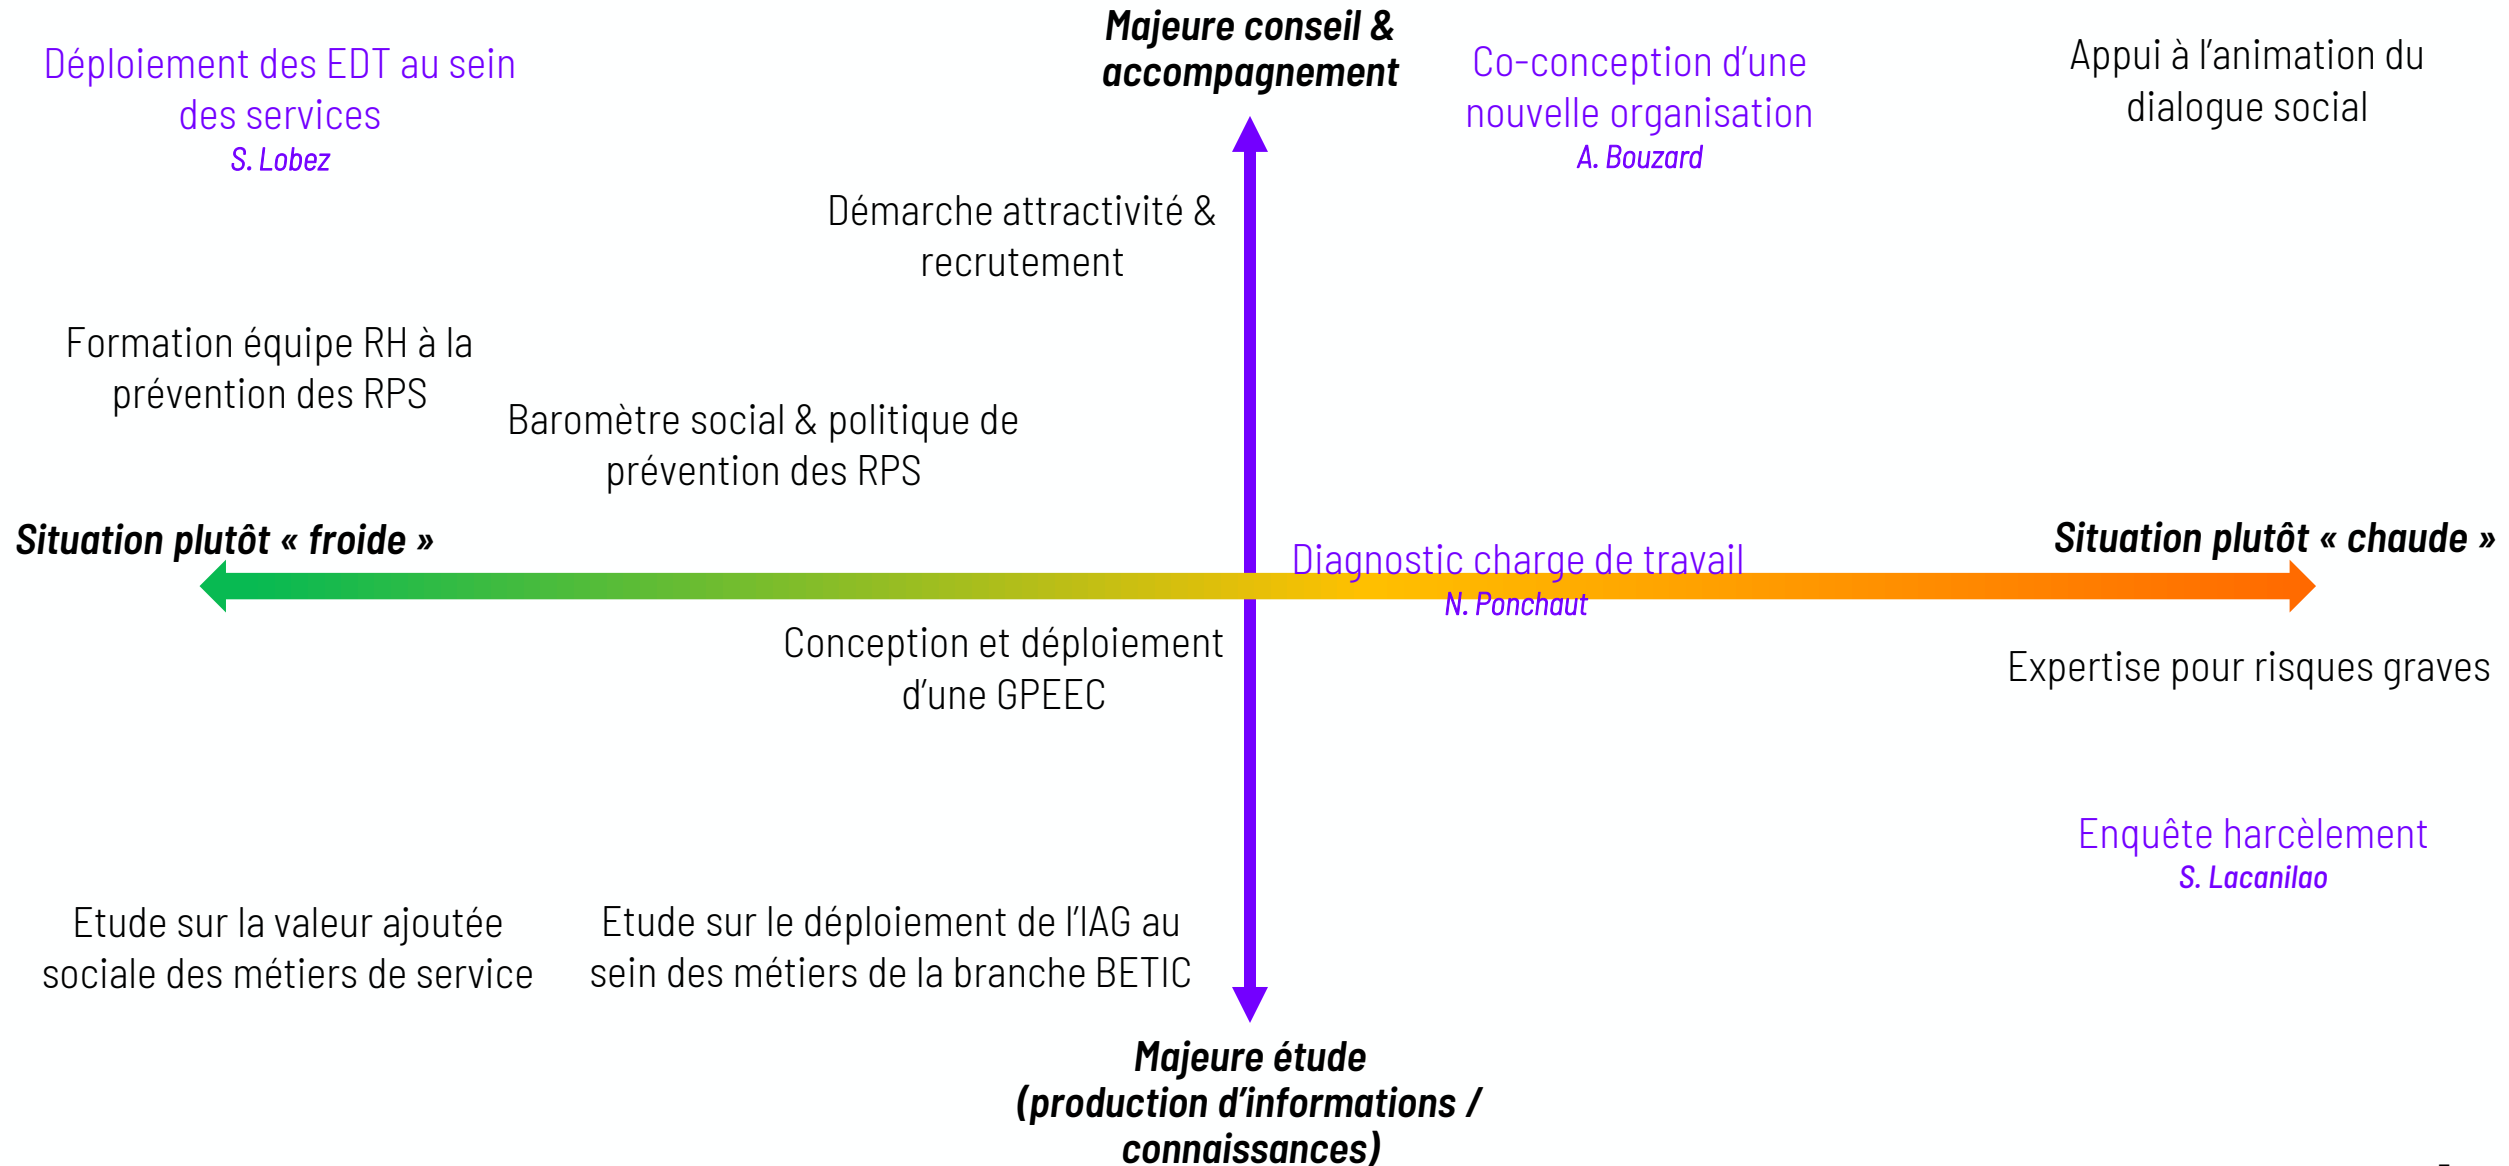 Majeure conseil &
accompagnement
Déploiement des EDT au sein
des services
S. Lobez
Co-conception d’une
nouvelle organisation
A. Bouzard
Appui à l’animation du
dialogue social
Démarche attractivité &
recrutement
Formation équipe RH à la
prévention des RPS
Baromètre social & politique de
prévention des RPS
Situation plutôt « froide »
Situation plutôt « chaude »
Diagnostic charge de travail
N. Ponchaut
Conception et déploiement
d’une GPEEC
Expertise pour risques graves
Enquête harcèlement
S. Lacanilao
Etude sur la valeur ajoutée
sociale des métiers de service
Etude sur le déploiement de l’IAG au
sein des métiers de la branche BETIC
Majeure étude
(production d’informations /
connaissances)